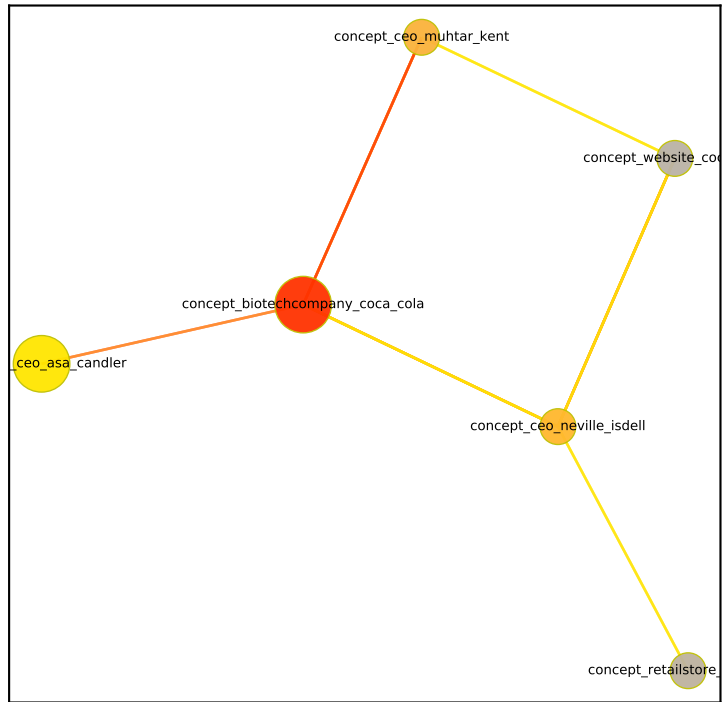 concept_ceo_muhtar_kent
concept_website_coc
concept_biotechcompany_coca_cola
_ceo_asa_candler
concept_ceo_neville_isdell
concept_retailstore_